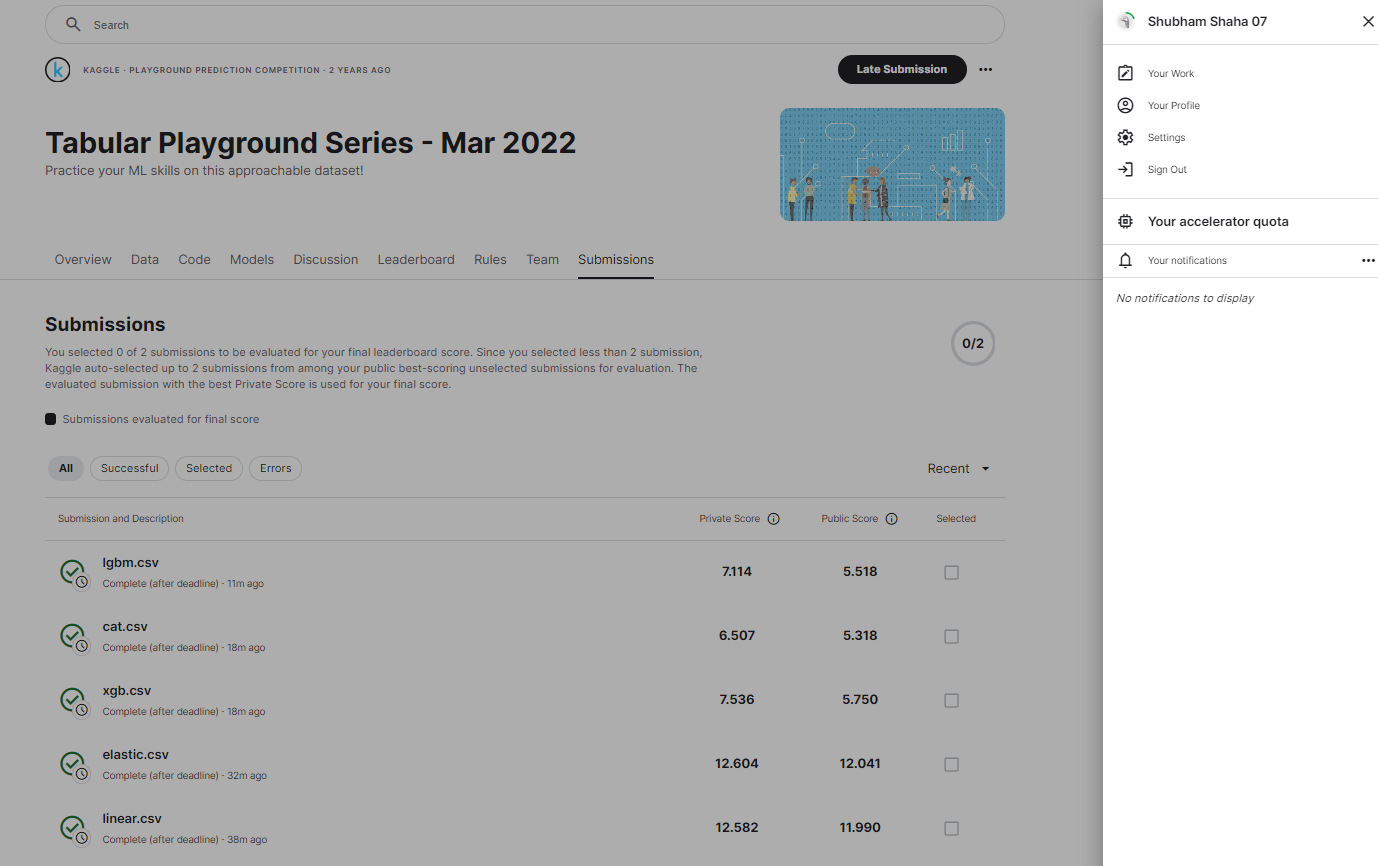 Search
KAGGLE · PLAYGROUND PREDICTION COMPETITION · 2 YEARS AGO
Late Submission
Tabular Playground Series - Mar 2022
Practice your ML skills on this approachable dataset!
Overview Data Code Models Discussion Leaderboard Rules Team Submissions
Submissions
You selected 0 of 2 submissions to be evaluated for your final leaderboard score. Since you selected less than 2 submission,
Kaggle auto-selected up to 2 submissions from among your public best-scoring unselected submissions for evaluation. The
evaluated submission with the best Private Score is used for your final score.
0/2
Submissions evaluated for final score
All Successful Selected Errors
Recent
Submission and Description Private Score Public Score Selected
lgbm.csv
Complete (after deadline) · 11m ago
7.114 5.518
cat.csv
Complete (after deadline) · 18m ago
6.507 5.318
xgb.csv
Complete (after deadline) · 18m ago
7.536 5.750
elastic.csv
Complete (after deadline) · 32m ago
12.604 12.041
linear.csv
Complete (after deadline) · 38m ago
12.582 11.990
Shubham Shaha 07
Your Work
Your Profile
Settings
Sign Out
Your accelerator quota
Your notifications
No notifications to display